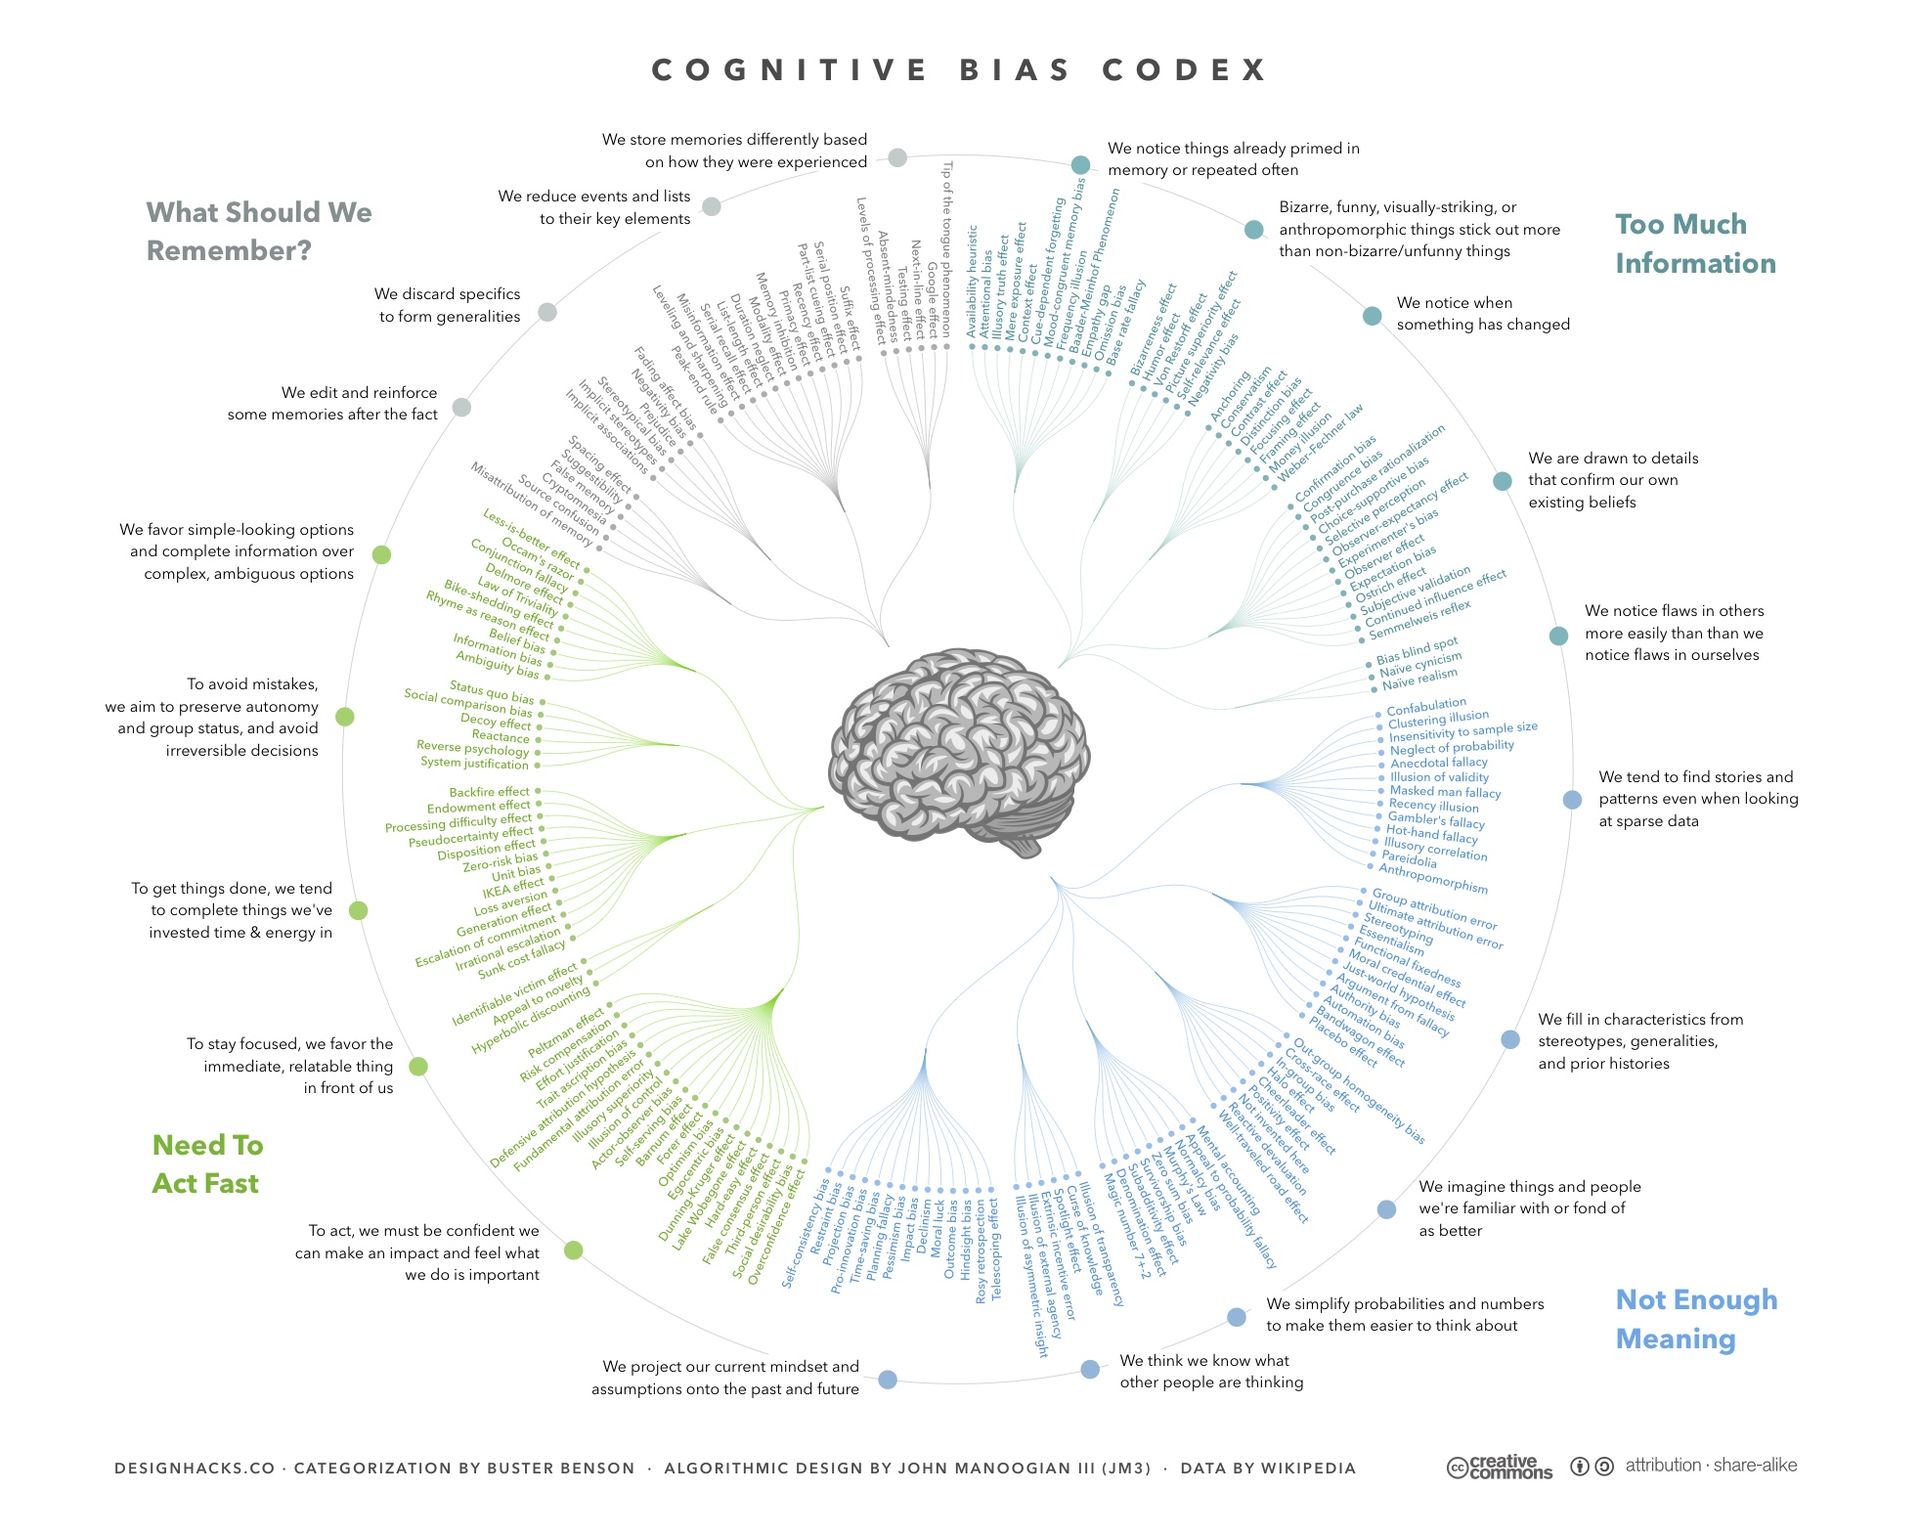 COGNITIVE BIAS CODEX
We store memories differently based
on how they were experienced
We reduce events and lists
to their key elements
What Should We
Remember?
We discard specifics
to form generalities
We edit and reinforce
some memories after the fact
We notice things already primed in
memory or repeated often
Bizarre, funny, visually-striking, or
anthropomorphic things stick out more
than non-bizarre/unfunny things
Too Much
Information
We notice when
something has changed
We are drawn to details
that confirm our own
existing beliefs
We notice flaws in others
more easily than than we
notice flaws in ourselves
We tend to find stories and
patterns even when looking
at sparse data
We fill in characteristics from
stereotypes, generalities,
and prior histories
We imagine things and people
we're familiar with or fond of
as better
We simplify probabilities and numbers
to make them easier to think about
Not Enough
Meaning
We think we know what
other people are thinking
We project our current mindset and
assumptions onto the past and future
To act, we must be confident we
can make an impact and feel what
we do is important
Need To
Act Fast
To stay focused, we favor the
immediate, relatable thing
in front of us
To get things done, we tend
to complete things we've
invested time & energy in
To avoid mistakes,
we aim to preserve autonomy
and group status, and avoid
irreversible decisions
We favor simple-looking options
and complete information over
complex, ambiguous options
Availability heuristic
Attentional bias
Illusory truth effect
Mere exposure effect
Context effect
Cue-dependent forgetting
Mood-congruent memory bias
Frequency illusion
Baader-Meinhof Phenomenon
Empathy gap
Omission bias
Base rate fallacy
Bizarreness effect
Humor effect
Von Restorff effect
Picture superiority effect
Self-relevance effect
Negativity bias
Anchoring
Conservatism
Contrast effect
Distinction bias
Focusing effect
Framing effect
Money illusion
Weber–Fechner law
Confirmation bias
Congruence bias
Post-purchase rationalization
Choice-supportive bias
Selective perception
Observer-expectancy effect
Experimenter's bias
Observer effect
Expectation bias
Ostrich effect
Subjective validation
Continued influence effect
Semmelweis reflex
Bias blind spot
Naïve cynicism
Naïve realism
Confabulation
Clustering illusion
Insensitivity to sample size
Neglect of probability
Anecdotal fallacy
Illusion of validity
Masked man fallacy
Recency illusion
Gambler's fallacy
Hot-hand fallacy
Illusory correlation
Pareidolia
Anthropomorphism
Group attribution error
Ultimate attribution error
Stereotyping
Essentialism
Functional fixedness
Moral credential effect
Just-world hypothesis
Argument from fallacy
Authority bias
Automation bias
Bandwagon effect
Placebo effect
Out-group homogeneity bias
Cross-race effect
In-group bias
Halo effect
Cheerleader effect
Positivity effect
Not invented here
Reactive devaluation
Well-traveled road effect
Mental accounting
Appeal to probability fallacy
Normalcy bias
Murphy's Law
Zero sum bias
Survivorship bias
Subadditivity effect
Denomination effect
Magic number 7+-2
Illusion of transparency
Curse of knowledge
Spotlight effect
Extrinsic incentive error
Illusion of external agency
Illusion of asymmetric insight
Telescoping effect
Rosy retrospection
Hindsight bias
Outcome bias
Moral luck
Declinism
Impact bias
Pessimism bias
Planning fallacy
Time-saving bias
Pro-innovation bias
Projection bias
Restraint bias
Self-consistency bias
Overconfidence effect
Social desirability bias
Third-person effect
False consensus effect
Hard-easy effect
Lake Wobegone effect
Dunning-Kruger effect
Egocentric bias
Optimism bias
Forer effect
Barnum effect
Self-serving bias
Actor-observer bias
Illusion of control
Illusory superiority
Fundamental attribution error
Defensive attribution hypothesis
Trait ascription bias
Effort justification
Risk compensation
Peltzman effect
Hyperbolic discounting
Appeal to novelty
Identifiable victim effect
Sunk cost fallacy
Irrational escalation
Escalation of commitment
Generation effect
Loss aversion
IKEA effect
Unit bias
Zero-risk bias
Disposition effect
Pseudocertainty effect
Processing difficulty effect
Endowment effect
Backfire effect
System justification
Reverse psychology
Reactance
Decoy effect
Social comparison bias
Status quo bias
Ambiguity bias
Information bias
Belief bias
Rhyme as reason effect
Bike-shedding effect
Law of Triviality
Delmore effect
Conjunction fallacy
Occam's razor
Less-is-better effect
Misattribution of memory
Source confusion
Cryptomnesia
False memory
Suggestibility
Spacing effect
Implicit associations
Implicit stereotypes
Stereotypical bias
Prejudice
Negativity bias
Fading affect bias
Peak-end rule
Leveling and sharpening
Misinformation effect
Serial recall effect
List-length effect
Duration neglect
Modality effect
Memory inhibition
Primacy effect
Recency effect
Part-list cueing effect
Serial position effect
Suffix effect
Levels of processing effect
Absent-mindedness
Testing effect
Next-in-line effect
Google effect
Tip of the tongue phenomenon
DESIGNHACKS.CO · CATEGORIZATION BY BUSTER BENSON · ALGORITHMIC DESIGN BY JOHN MANOOGIAN III (JM3) · DATA BY WIKIPEDIA
cc creative commons
attribution · share-alike